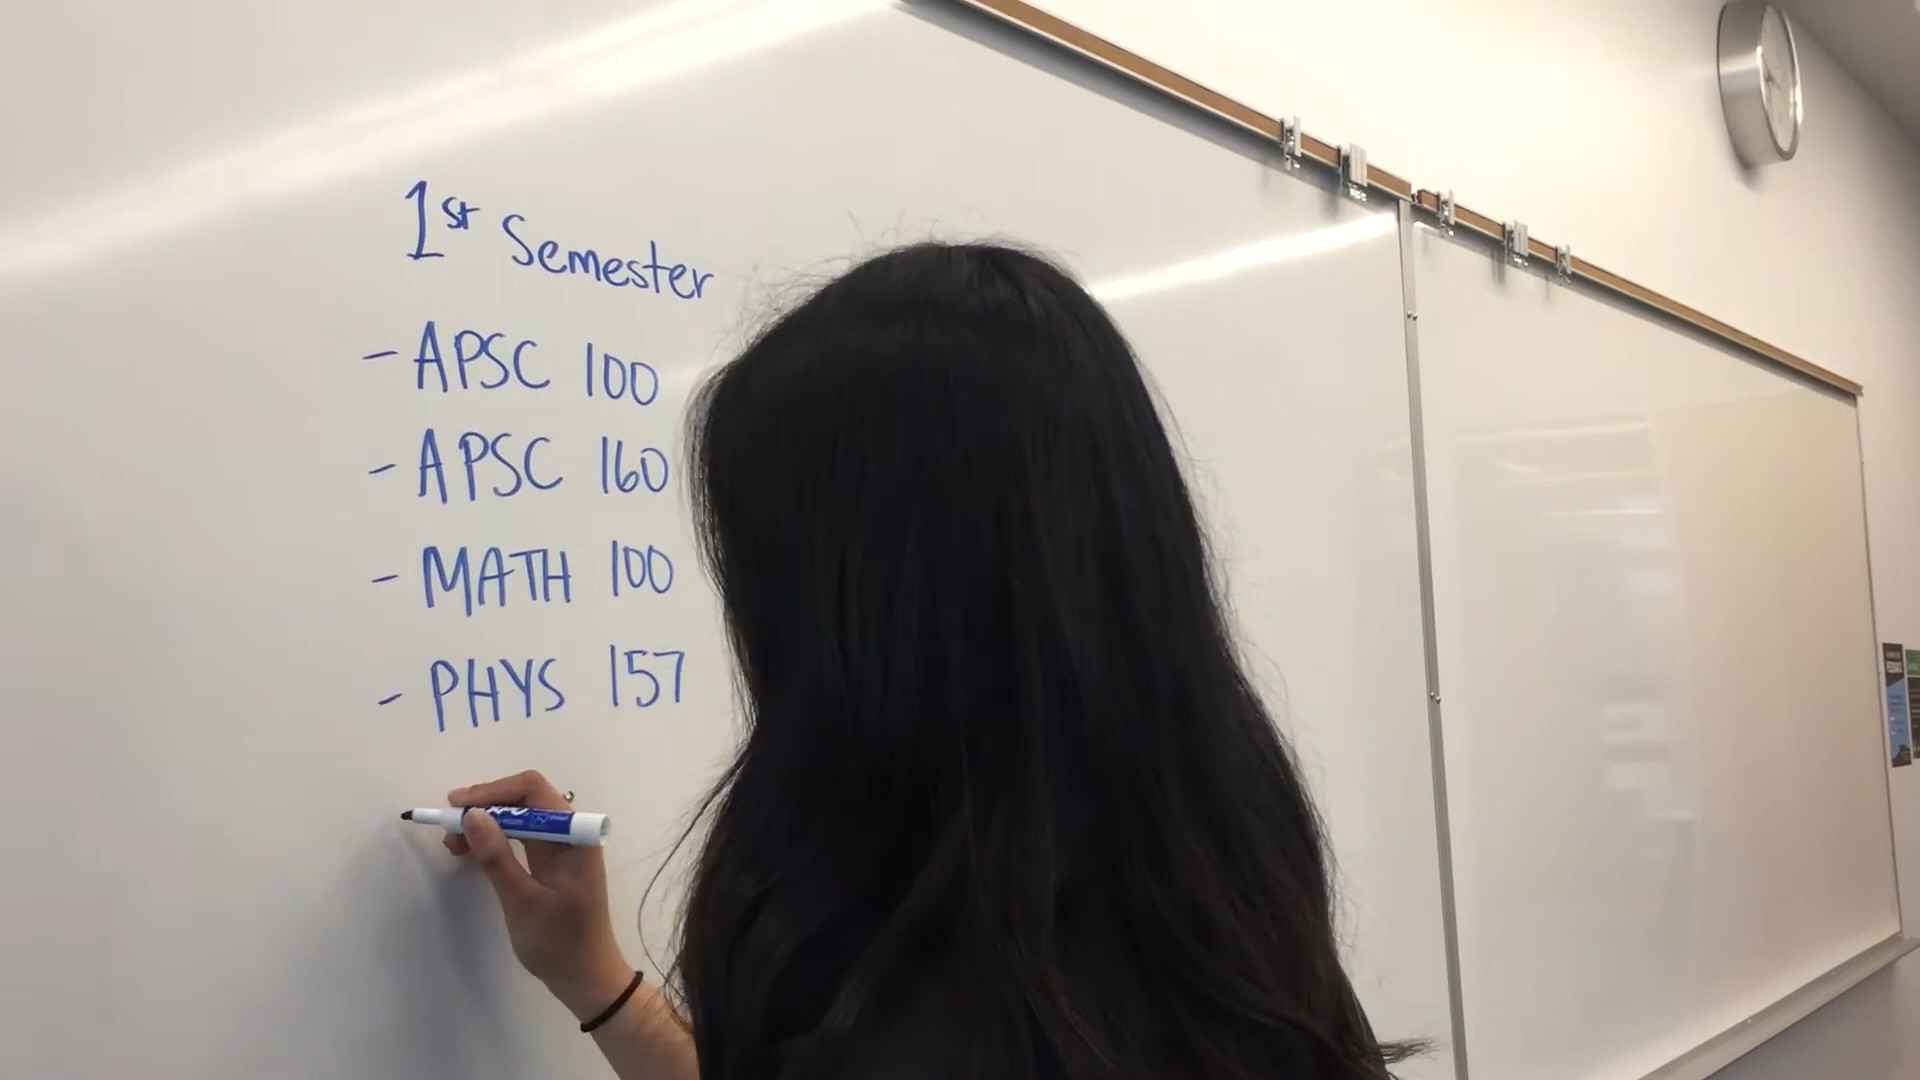 1st Semester
- APSC 100
- APSC 160
- MATH 100
- PHYS 157